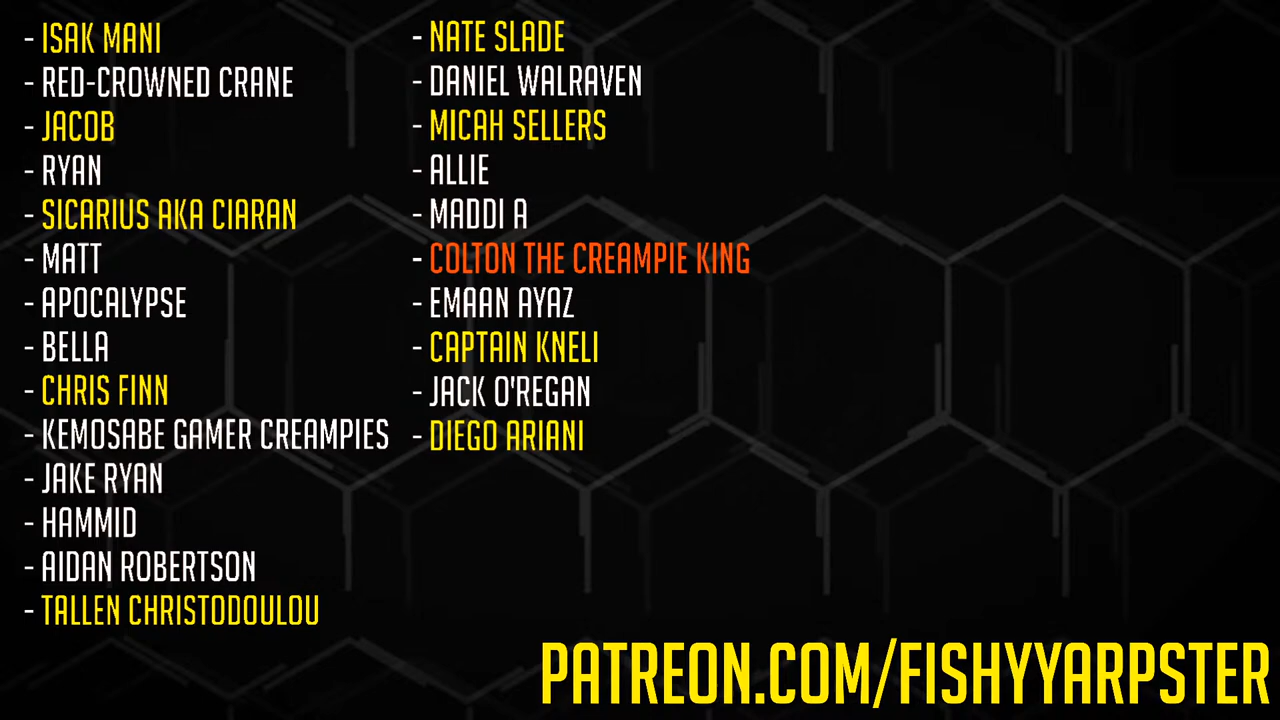 - ISAK MANI
- RED-CROWNED CRANE
- JACOB
- RYAN
- SICARIUS AKA CIARAN
- MATT
- APOCALYPSE
- BELLA
- CHRIS FINN
- KEMOSABE GAMER CREAMPIES
- JAKE RYAN
- HAMMID
- AIDAN ROBERTSON
- TALLEN CHRISTODOULOU
- NATE SLADE
- DANIEL WALRAVEN
- MICAH SELLERS
- ALLIE
- MADDI A
- COLTON THE CREAMPIE KING
- EMAAN AYAZ
- CAPTAIN KNELI
- JACK O'REGAN
- DIEGO ARIANI
PATREON.COM/FISHYYARPSTER